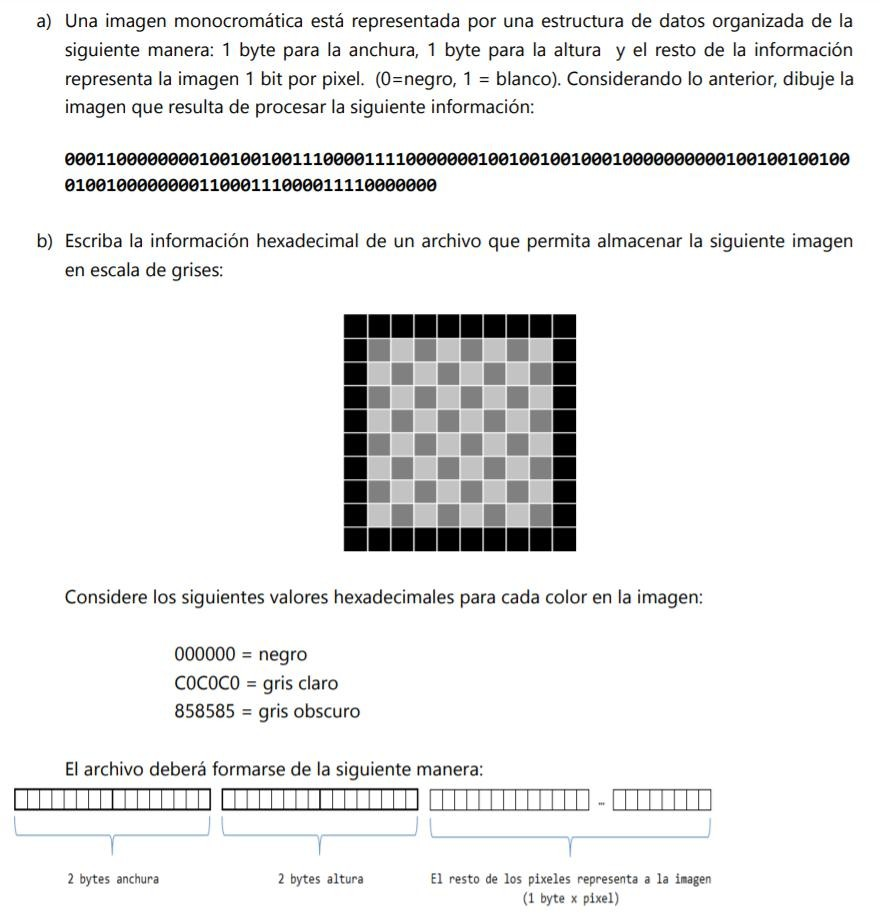 a) Una imagen monocromática está representada por una estructura de datos organizada de la
siguiente manera: 1 byte para la anchura, 1 byte para la altura y el resto de la información
representa la imagen 1 bit por pixel. (0=negro, 1 = blanco). Considerando lo anterior, dibuje la
imagen que resulta de procesar la siguiente información:
000110000000010010010011100001111000000010010010010001000000000010010010010​0
010010000000011000111000011110000000
b) Escriba la información hexadecimal de un archivo que permita almacenar la siguiente imagen
en escala de grises:
Considere los siguientes valores hexadecimales para cada color en la imagen:
000000 = negro
C0C0C0 = gris claro
858585 = gris obscuro
El archivo deberá formarse de la siguiente manera:
...
2 bytes anchura
2 bytes altura
El resto de los pixeles representa a la imagen
(1 byte x pixel)